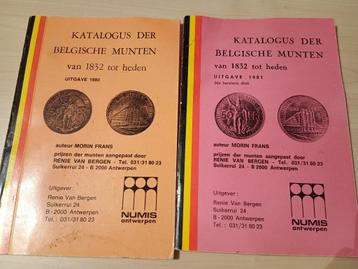 KATALOGUS DER
BELGISCHE MUNTEN
van 1832 tot heden
UITGAVE 1980
auteur MORIN FRANS
prijzen der munten aangepast door
RENIE VAN BERGEN - Tel. 031/31 80 23
Suikerrui 24 - B 2000 Antwerpen
Uitgever:
Renie Van Bergen
Suikerrui 24
B-2000 Antwerpen
Tel.: 031/31 80 23
NUMIS
antwerpen
KATALOGUS DER
BELGISCHE MUNTEN
van 1832 tot heden
UITGAVE 1981
auteur MORIN FRANS
prijzen der munten aangepast door
RENIE VAN BERGEN - Tel. 031/31 80 23
Suikerrui 24 - B 2000 Antwerpen
Uitgever:
Renie Van Bergen
Suikerrui 24
B-2000 Antwerpen
Tel.: 031/31 80 23
NUMIS
antwerpen